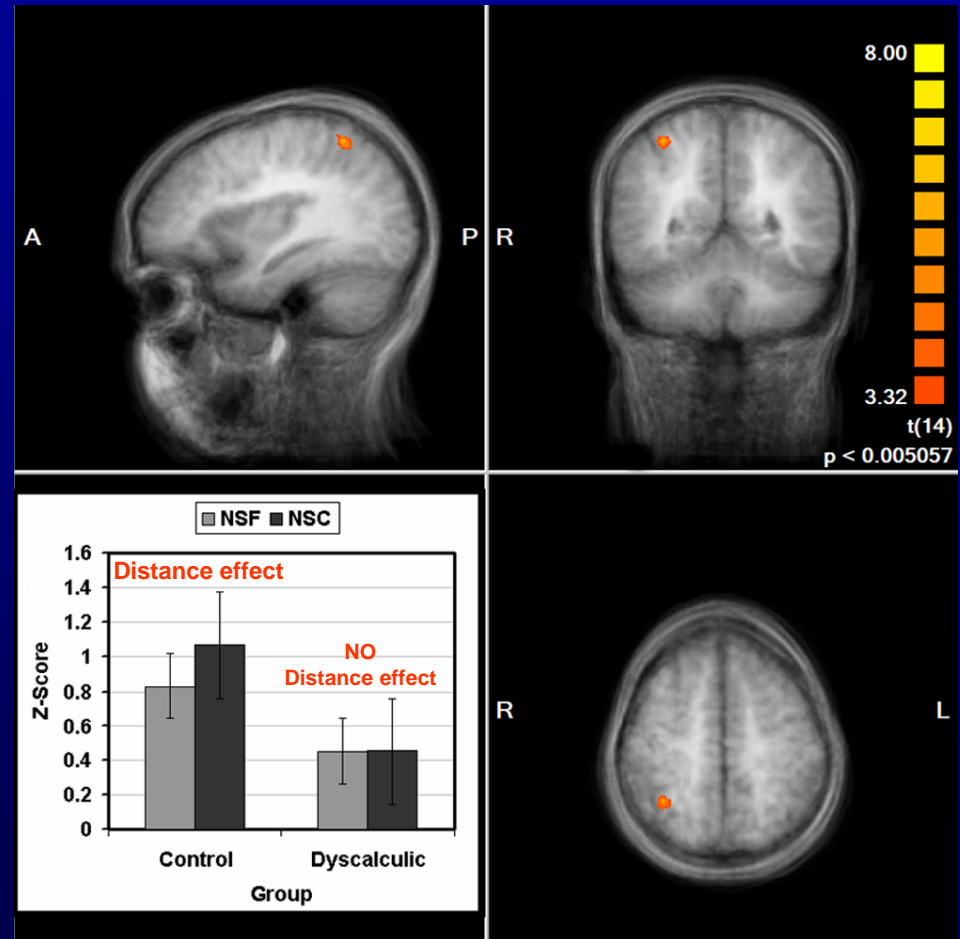 A
P
R
8.00
3.32
t(14)
p < 0.005057
NSF NSC
1.6
1.4
1.2
1
0.8
0.6
0.4
0.2
0
Z-Score
Distance effect
NO
Distance effect
Control Dyscalculic
Group
R
L